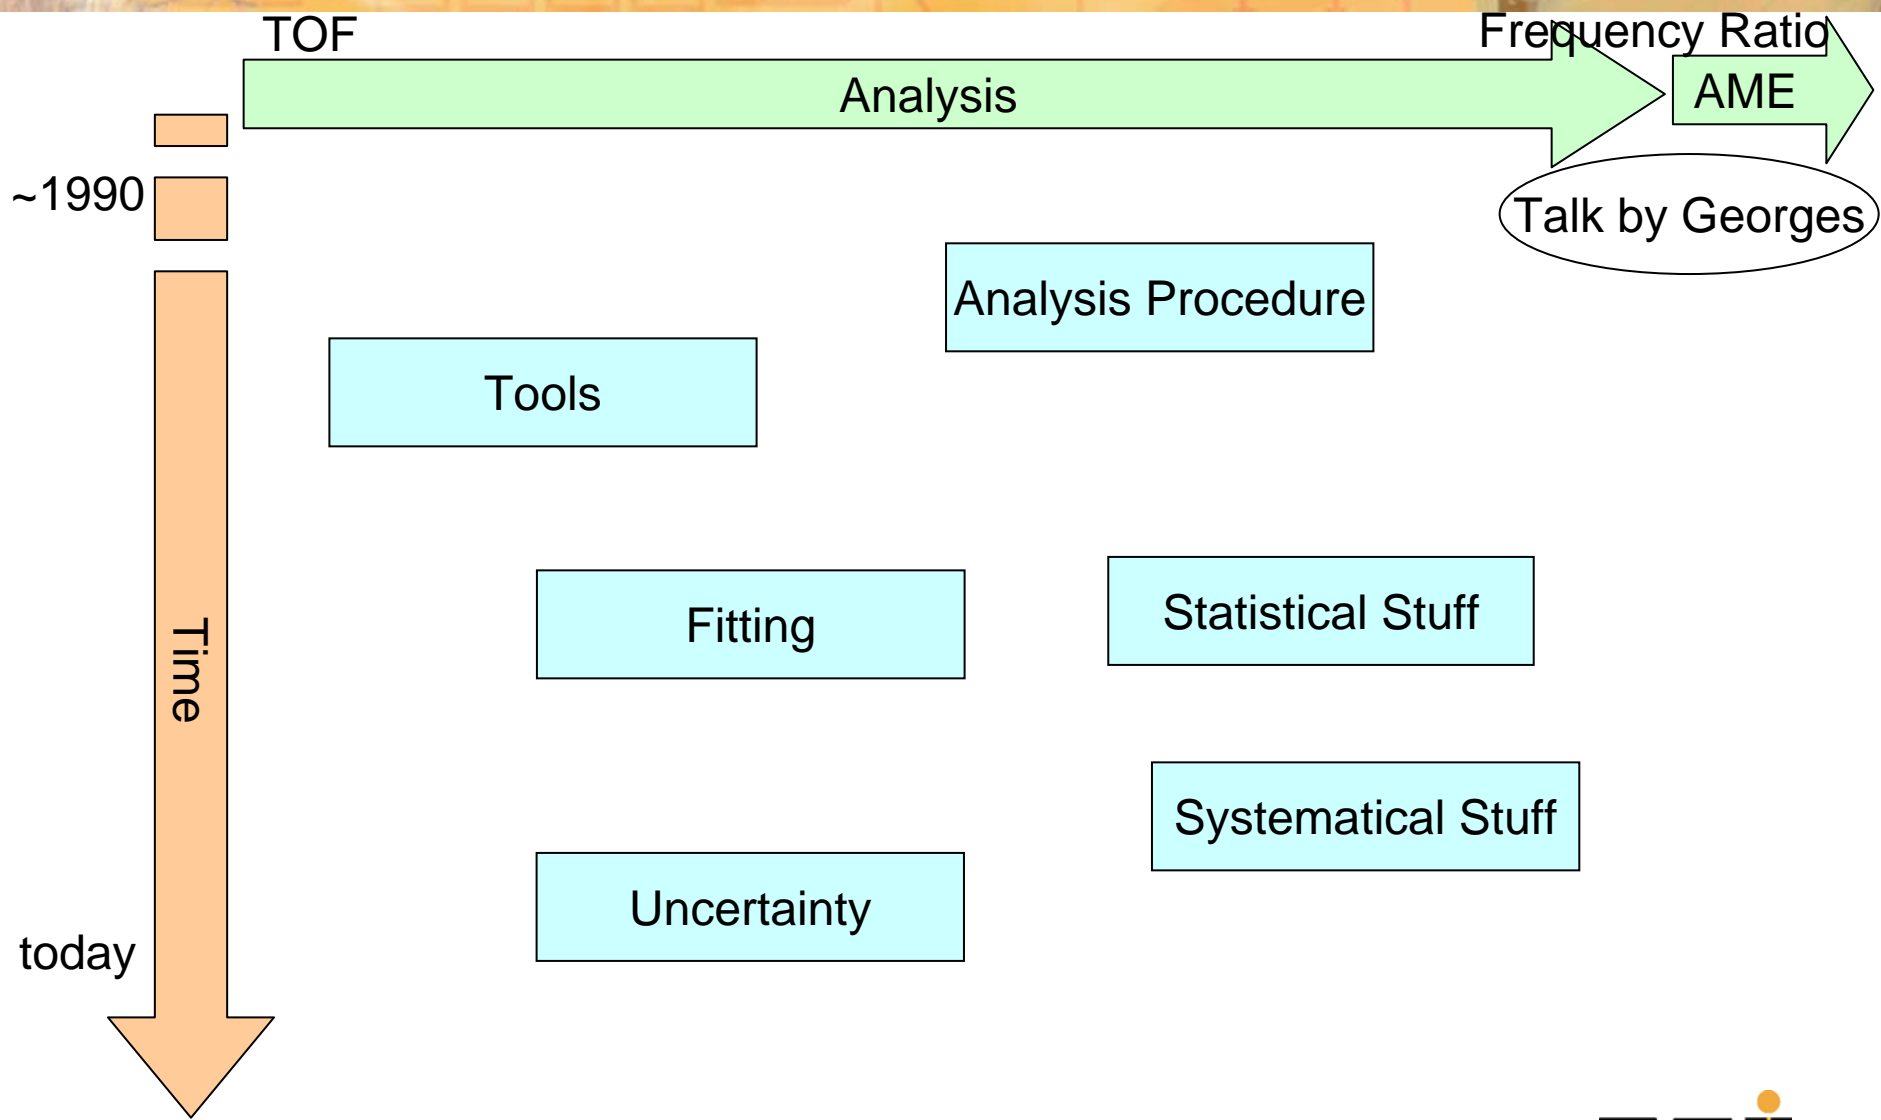 TOF
Frequency Ratio
Analysis
AME
~1990
Talk by Georges
Analysis Procedure
Tools
Fitting
Statistical Stuff
Time
Systematical Stuff
Uncertainty
today